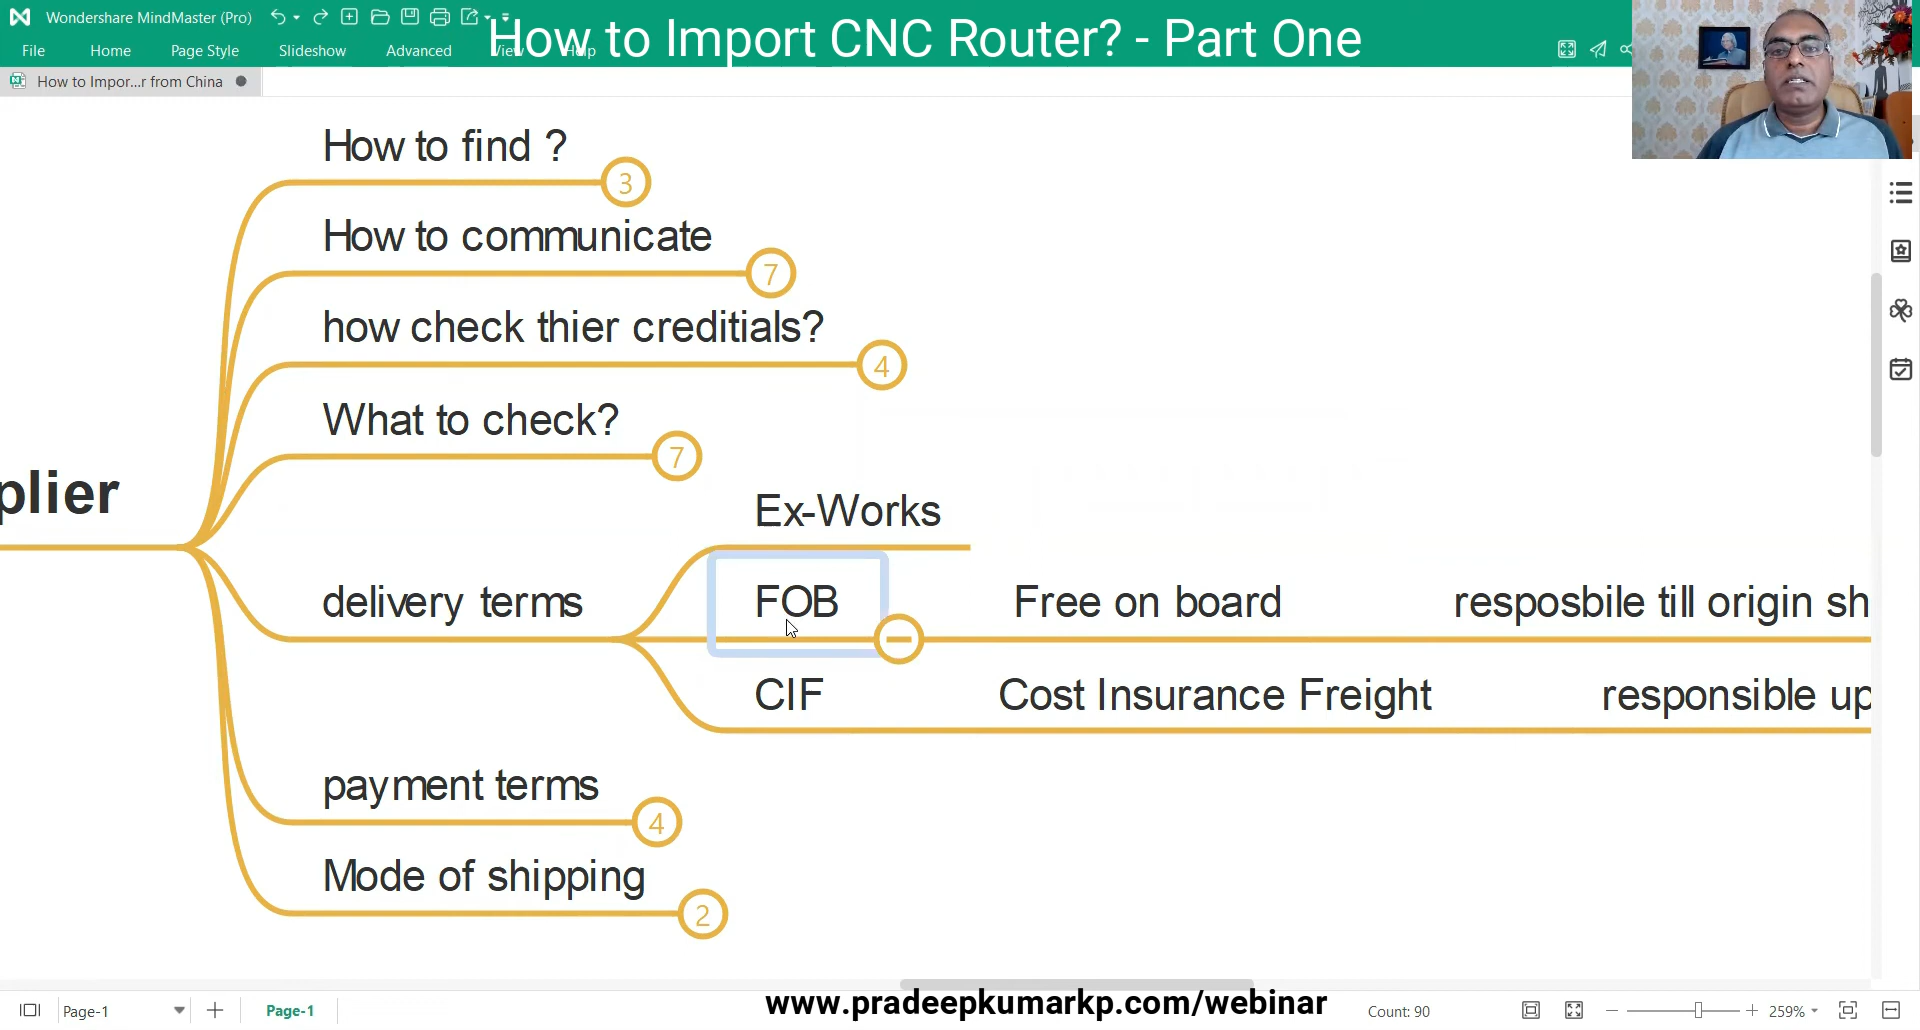 Wondershare MindMaster (Pro)
How to Import CNC Router? - Part One
File Home Page Style Slideshow Advanced View Help
How to Impor...r from China
How to find ?
3
How to communicate
7
how check thier creditials?
4
What to check?
7
plier
Ex-Works
delivery terms
FOB
Free on board
resposbile till origin sh
CIF
Cost Insurance Freight
responsible up
payment terms
4
Mode of shipping
2
Page-1
Page-1
www.pradeepkumarkp.com/webinar
Count: 90
259%